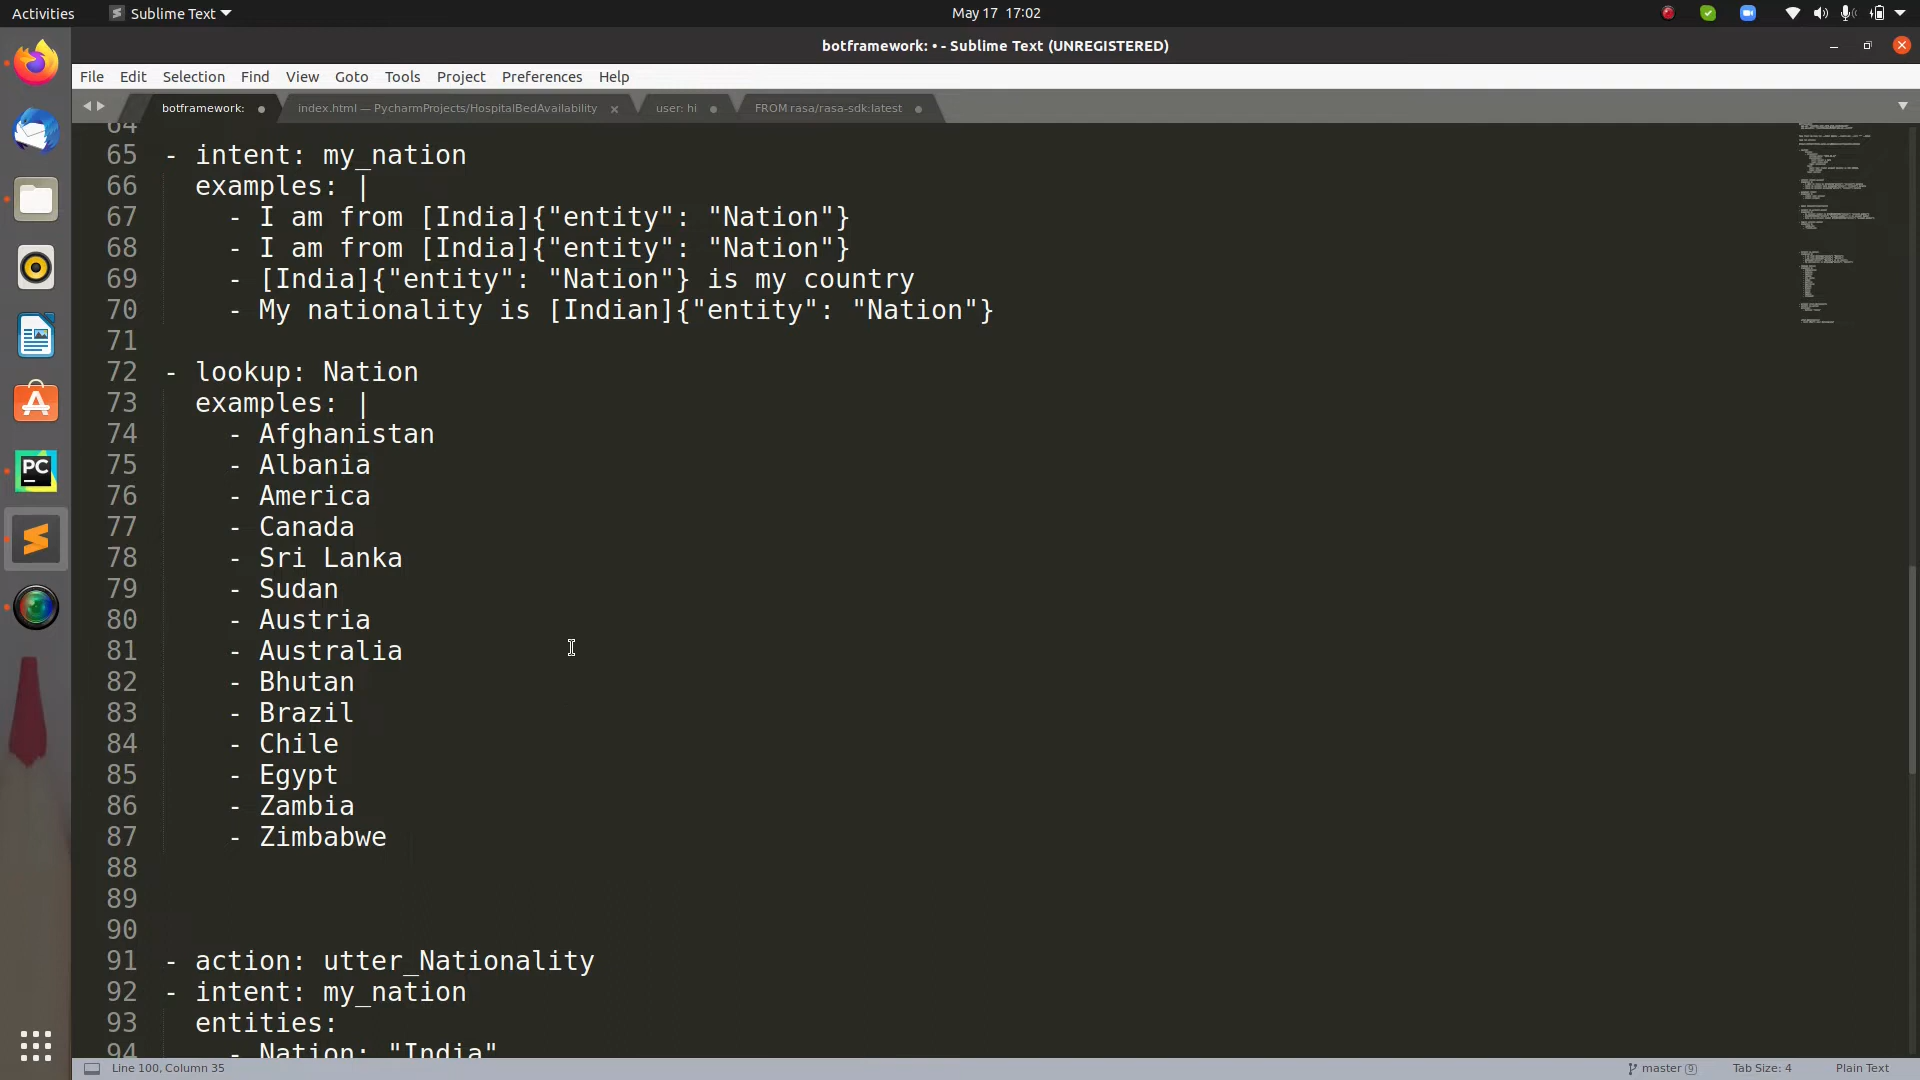 Activities Sublime Text May 17 17:02
botframework: • - Sublime Text (UNREGISTERED)
File Edit Selection Find View Goto Tools Project Preferences Help
botframework: index.html — PycharmProjects/HospitalBedAvailability user: hi FROM rasa/rasa-sdk:latest
64
65 - intent: my_nation
66 examples: |
67 - I am from [India]{"entity": "Nation"}
68 - I am from [India]{"entity": "Nation"}
69 - [India]{"entity": "Nation"} is my country
70 - My nationality is [Indian]{"entity": "Nation"}
71
72 - lookup: Nation
73 examples: |
74 - Afghanistan
75 - Albania
76 - America
77 - Canada
78 - Sri Lanka
79 - Sudan
80 - Austria
81 - Australia
82 - Bhutan
83 - Brazil
84 - Chile
85 - Egypt
86 - Zambia
87 - Zimbabwe
88
89
90
91 - action: utter_Nationality
92 - intent: my_nation
93 entities:
94 - Nation: "India"
Line 100, Column 35 master 9 Tab Size: 4 Plain Text
PC